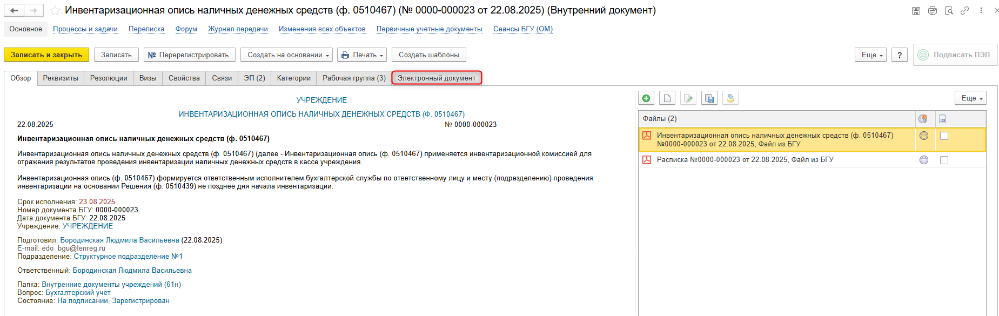 Инвентаризационная опись наличных денежных средств (ф. 0510467) (№ 0000-000023 от 22.08.2025) (Внутренний документ)
Основное Процессы и задачи Переписка Форум Журнал передачи Изменения всех объектов Первичные учетные документы Сеансы БГУ (ОМ)
Записать и закрыть Записать № Перерегистрировать Создать на основании Печать Создать шаблоны Еще ? Подписать ПЭП
Обзор Реквизиты Резолюции Визы Свойства Связи ЭП (2) Категории Рабочая группа (3) Электронный документ
УЧРЕЖДЕНИЕ
ИНВЕНТАРИЗАЦИОННАЯ ОПИСЬ НАЛИЧНЫХ ДЕНЕЖНЫХ СРЕДСТВ (Ф. 0510467)
22.08.2025 № 0000-000023
Инвентаризационная опись наличных денежных средств (ф. 0510467)
Инвентаризационная опись наличных денежных средств (ф. 0510467) (далее - Инвентаризационная опись (ф. 0510467) применяется инвентаризационной комиссией для
отражения результатов проведения инвентаризации наличных денежных средств в кассе учреждения.
Инвентаризационная опись (ф. 0510467) формируется ответственным исполнителем бухгалтерской службы по ответственному лицу и месту (подразделению) проведения
инвентаризации на основании Решения (ф. 0510439) не позднее дня начала инвентаризации.
Срок исполнения: 23.08.2025
Номер документа БГУ: 0000-000023
Дата документа БГУ: 22.08.2025
Учреждение: УЧРЕЖДЕНИЕ
Подготовил: Бородинская Людмила Васильевна (22.08.2025)
E-mail: edo_bgu@lenreg.ru
Подразделение: Структурное подразделение №1
Ответственный: Бородинская Людмила Васильевна
Папка: Внутренние документы учреждений (61н)
Вопрос: Бухгалтерский учет
Состояние: На подписании, Зарегистрирован
Еще
Файлы (2)
Инвентаризационная опись наличных денежных средств (ф. 0510467)
№0000-000023 от 22.08.2025, Файл из БГУ
Расписка №0000-000023 от 22.08.2025, Файл из БГУ